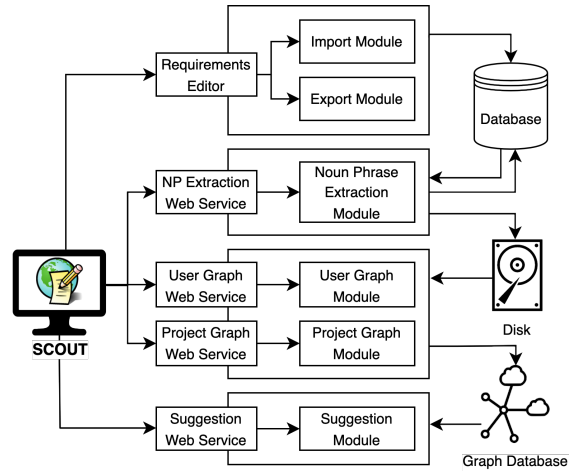 Import Module
Requirements
Editor
Export Module
Database
NP Extraction
Web Service
Noun Phrase
Extraction
Module
User Graph
Web Service
User Graph
Module
Disk
SCOUT
Project Graph
Web Service
Project Graph
Module
Suggestion
Web Service
Suggestion
Module
Graph Database